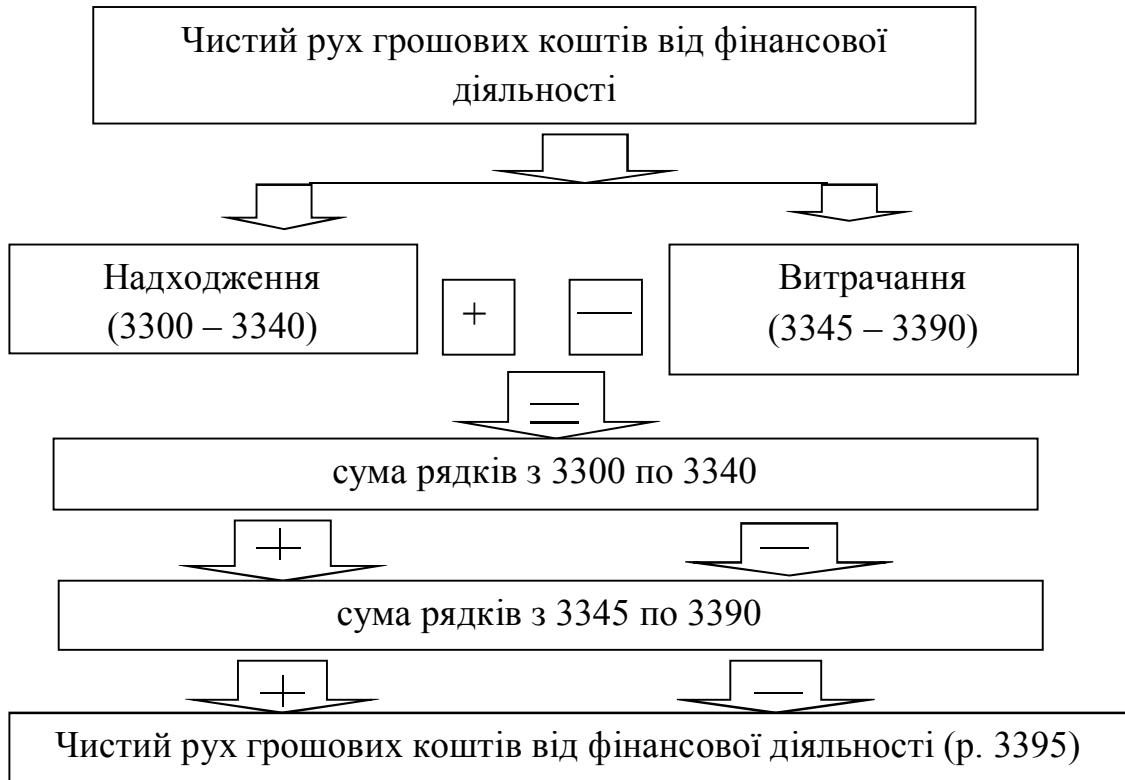 Чистий рух грошових коштів від фінансової
діяльності
Надходження
(3300 – 3340)
+
—
Витрачання
(3345 – 3390)
=
сума рядків з 3300 по 3340
+
—
сума рядків з 3345 по 3390
+
—
Чистий рух грошових коштів від фінансової діяльності (р. 3395)